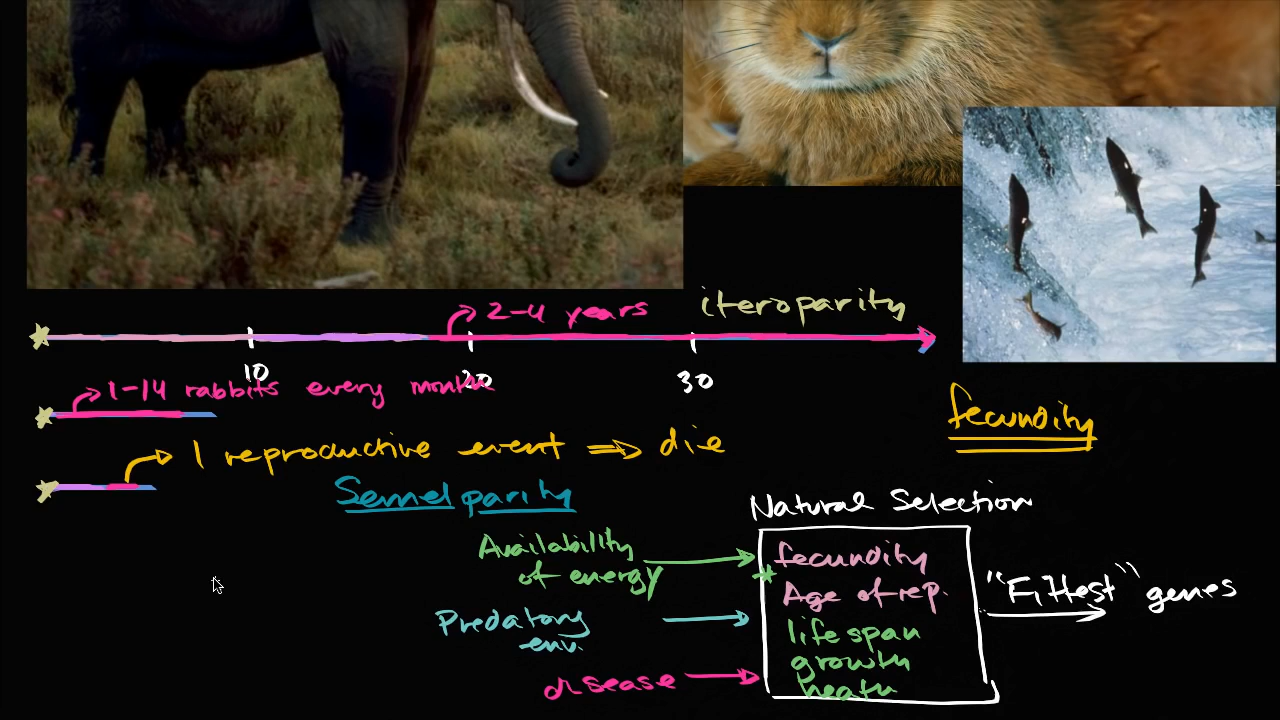 2-4 years
iteroparity
10
20
30
1-14 rabbits every month
fecundity
1 reproductive event => die
Semelparity
Natural Selection
Availability
of energy
fecundity
Age of rep.
"Fittest" genes
Predatory
env.
life span
growth
disease